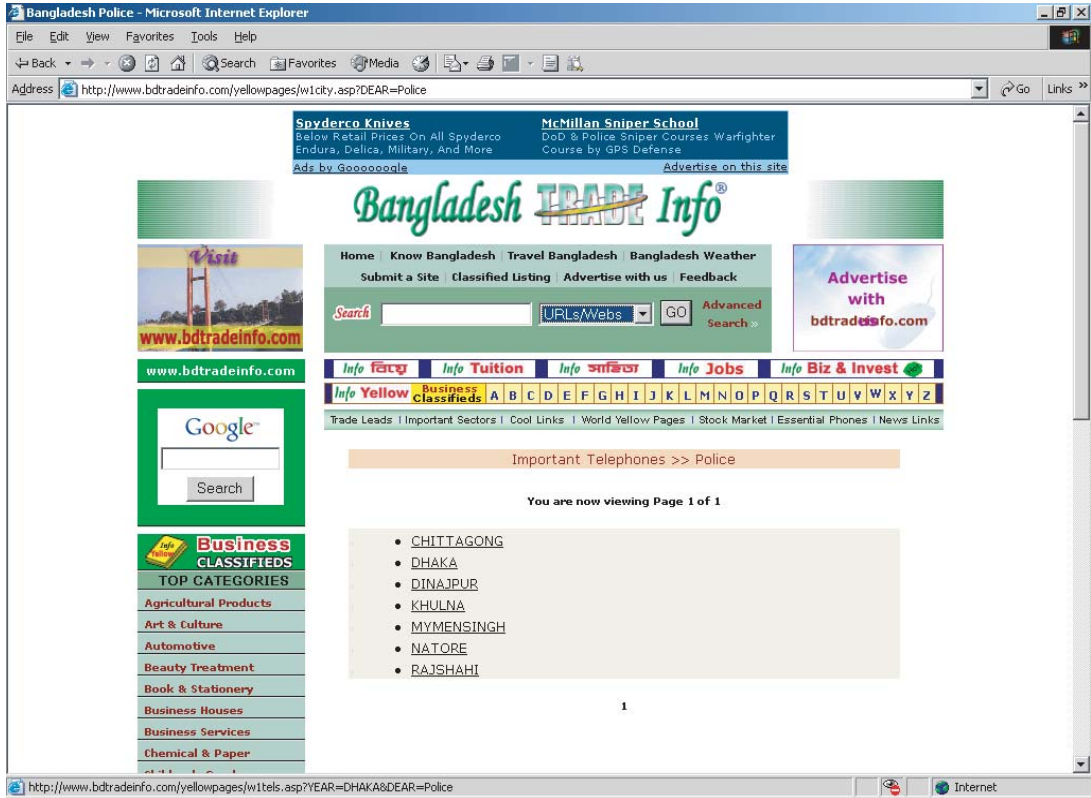 Bangladesh Police - Microsoft Internet Explorer
File Edit View Favorites Tools Help
Back Search Favorites Media
Address http://www.bdtradeinfo.com/yellowpages/w1city.asp?DEAR=Police Go Links »
Spyderco Knives
Below Retail Prices On All Spyderco
Endura, Delica, Military, And More
McMillan Sniper School
DoD & Police Sniper Courses Warfighter
Course by GPS Defense
Ads by Goooooogle Advertise on this site
Bangladesh TRADE Info®
Visit
www.bdtradeinfo.com
Home | Know Bangladesh | Travel Bangladesh | Bangladesh Weather
Submit a Site | Classified Listing | Advertise with us | Feedback
Search URLs/Webs GO Advanced
Search »
Advertise
with
www.bdtradeinfo.com
Info বিয়ে Info Tuition Info সাহিত্য Info Jobs Info Biz & Invest
Info Yellow Business
Classifieds A B C D E F G H I J K L M N O P Q R S T U V W X Y Z
Trade Leads | Important Sectors | Cool Links | World Yellow Pages | Stock Market | Essential Phones | News Links
Google™
Search
Important Telephones >> Police
You are now viewing Page 1 of 1
• CHITTAGONG
• DHAKA
• DINAJPUR
• KHULNA
• MYMENSINGH
• NATORE
• RAJSHAHI
1
Info
Yellow
Business
CLASSIFIEDS
TOP CATEGORIES
Agricultural Products
Art & Culture
Automotive
Beauty Treatment
Book & Stationery
Business Houses
Business Services
Chemical & Paper
http://www.bdtradeinfo.com/yellowpages/w1tels.asp?YEAR=DHAKA&DEAR=Police Internet